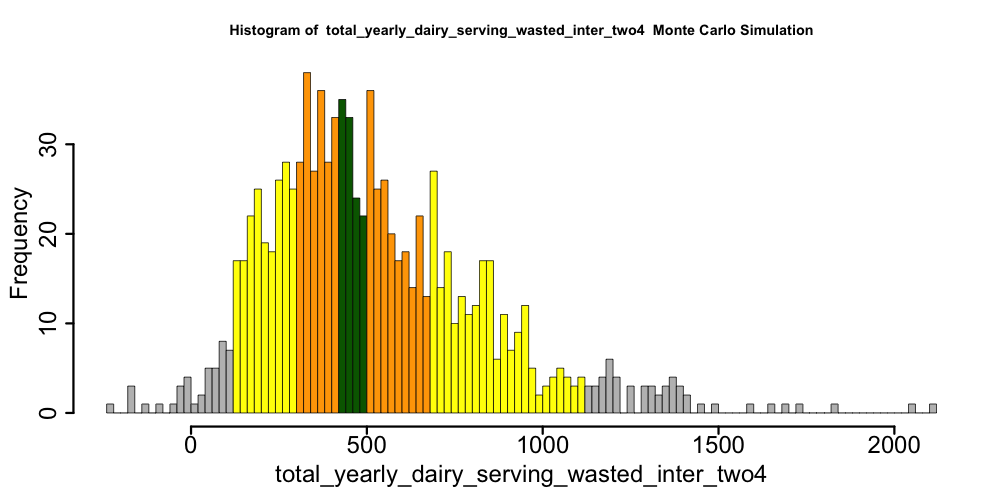 Histogram of total_yearly_dairy_serving_wasted_inter_two4 Monte Carlo Simulation
Frequency
30
20
10
0
0 500 1000 1500 2000
total_yearly_dairy_serving_wasted_inter_two4